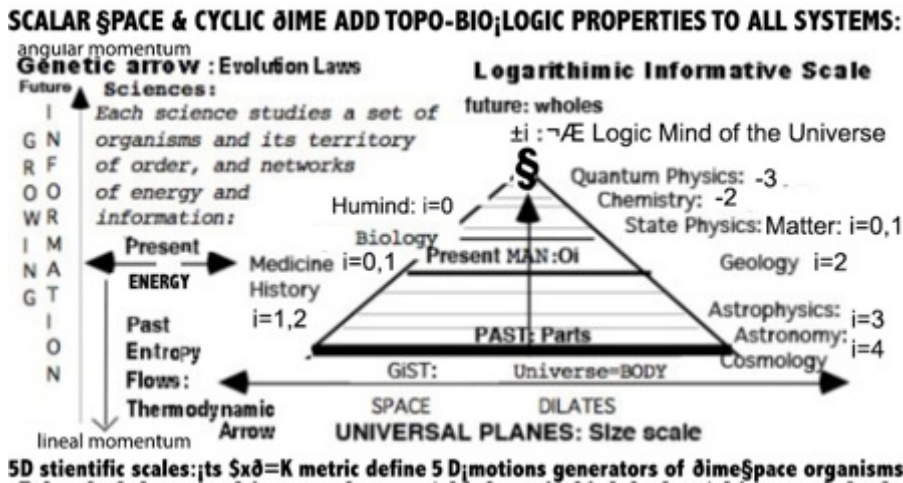 SCALAR §PACE & CYCLIC ðIME ADD TOPO-BIO¡LOGIC PROPERTIES TO ALL SYSTEMS:
angular momentum
Genetic arrow : Evolution Laws
Future
Sciences:
Each science studies a set of
organisms and its territory
of order, and networks
of energy and
information:
GROWING
INFORMATION
Present
ENERGY
Past
Entropy
Flows:
Thermodynamic
Arrow
lineal momentum
Logarithimic Informative Scale
future: wholes
±i :¬Æ Logic Mind of the Universe
§
Humind: i=0
Biology
Medicine i=0,1
History
i=1,2
Present MAN:Oi
PAST: Parts
Quantum Physics: -3
Chemistry: -2
State Physics: Matter: i=0,1
Geology i=2
Astrophysics: i=3
Astronomy:
Cosmology i=4
GiST: Universe=BODY
SPACE DILATES
UNIVERSAL PLANES: Size scale
5D stientific scales:¡ts $xð=K metric define 5 D¡motions generators of ðime§pace organisms